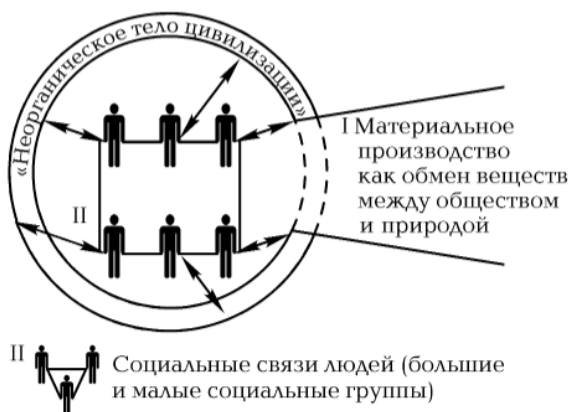 «Неорганическое тело цивилизации»
I Материальное
производство
как обмен веществ
между обществом
и природой
II
II
Социальные связи людей (большие
и малые социальные группы)